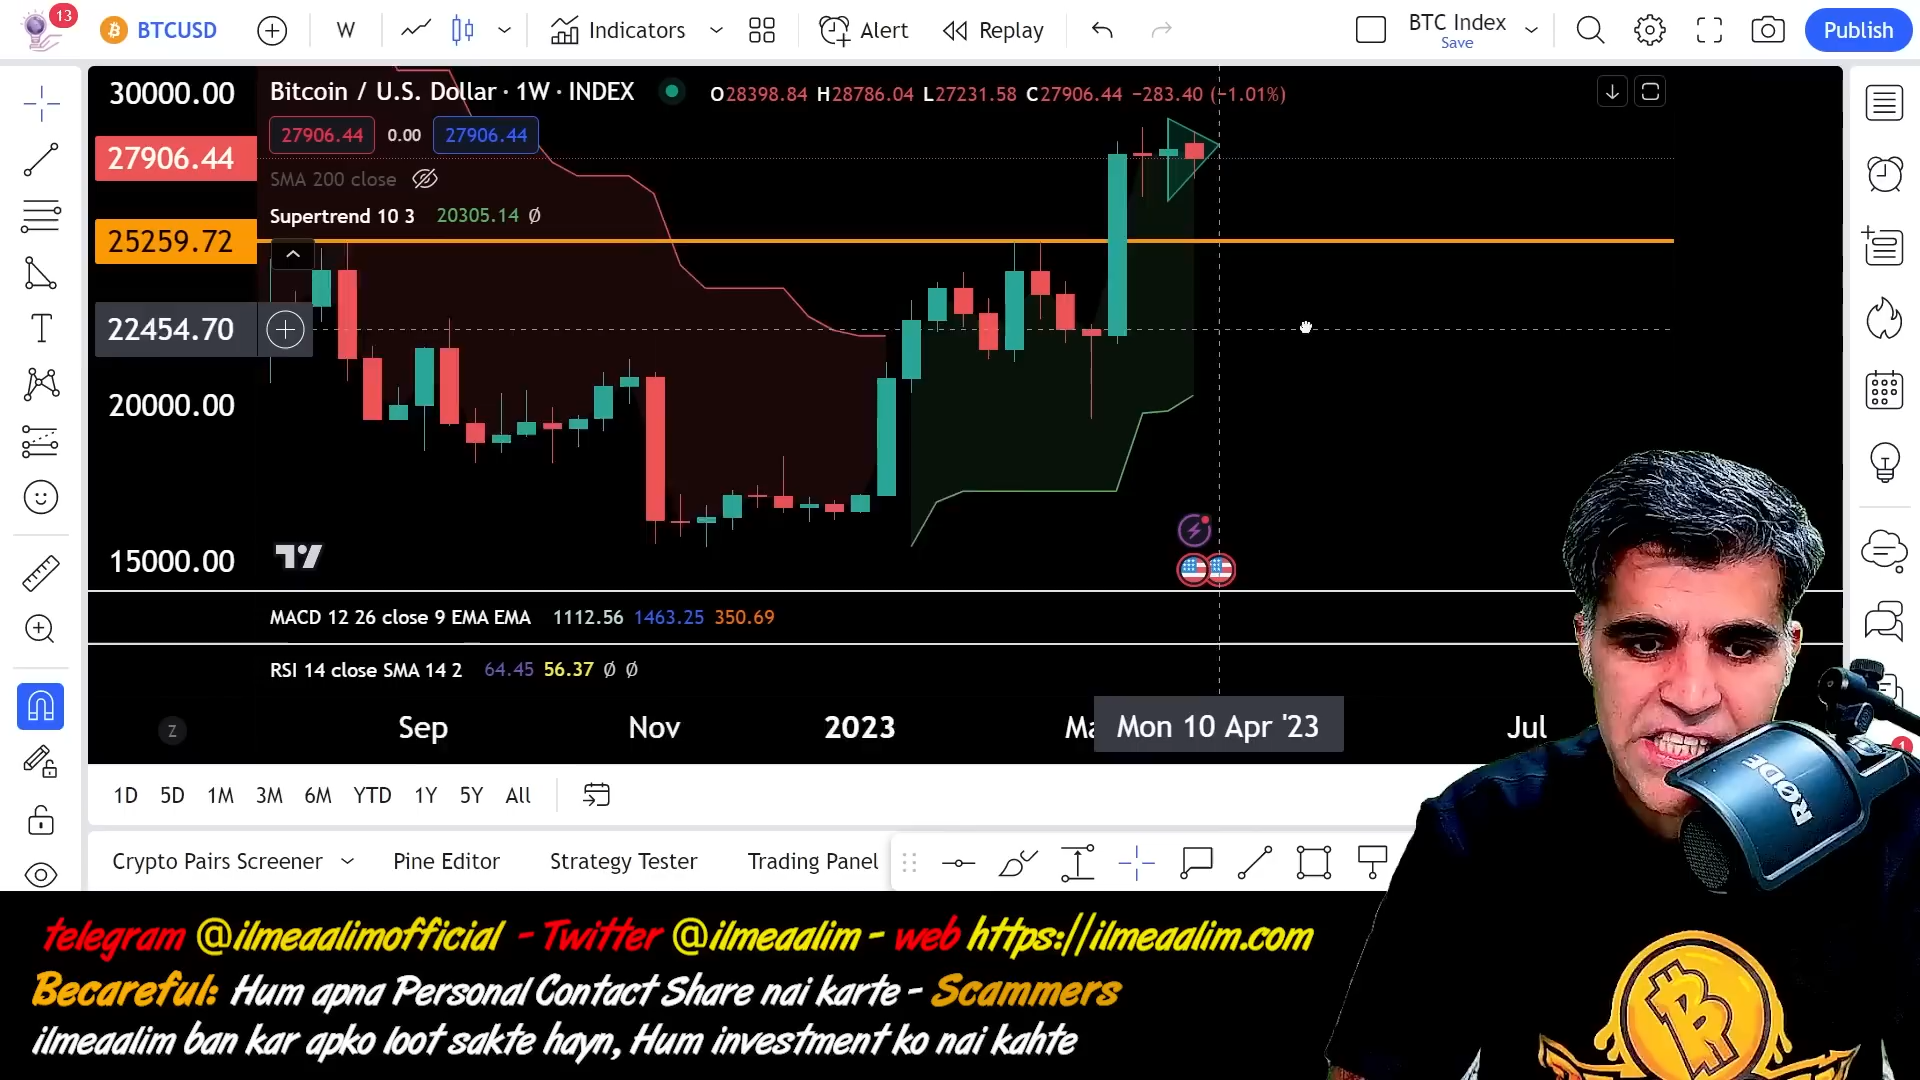 13
BTCUSD W Indicators Alert Replay BTC Index Save Publish
Bitcoin / U.S. Dollar · 1W · INDEX O28398.84 H28786.04 L27231.58 C27906.44 −283.40 (−1.01%)
27906.44 0.00 27906.44
SMA 200 close
Supertrend 10 3 20305.14 Ø
30000.00
27906.44
25259.72
22454.70
20000.00
15000.00
MACD 12 26 close 9 EMA EMA 1112.56 1463.25 350.69
RSI 14 close SMA 14 2 64.45 56.37 Ø Ø
Z Sep Nov 2023 Ma Mon 10 Apr '23 Jul
1D 5D 1M 3M 6M YTD 1Y 5Y All
1
RØDE
Crypto Pairs Screener Pine Editor Strategy Tester Trading Panel
telegram @ilmeaalimofficial - Twitter @ilmeaalim - web https://ilmeaalim.com
Becareful: Hum apna Personal Contact Share nai karte - Scammers
ilmeaalim ban kar apko loot sakte hayn, Hum investment ko nai kahte